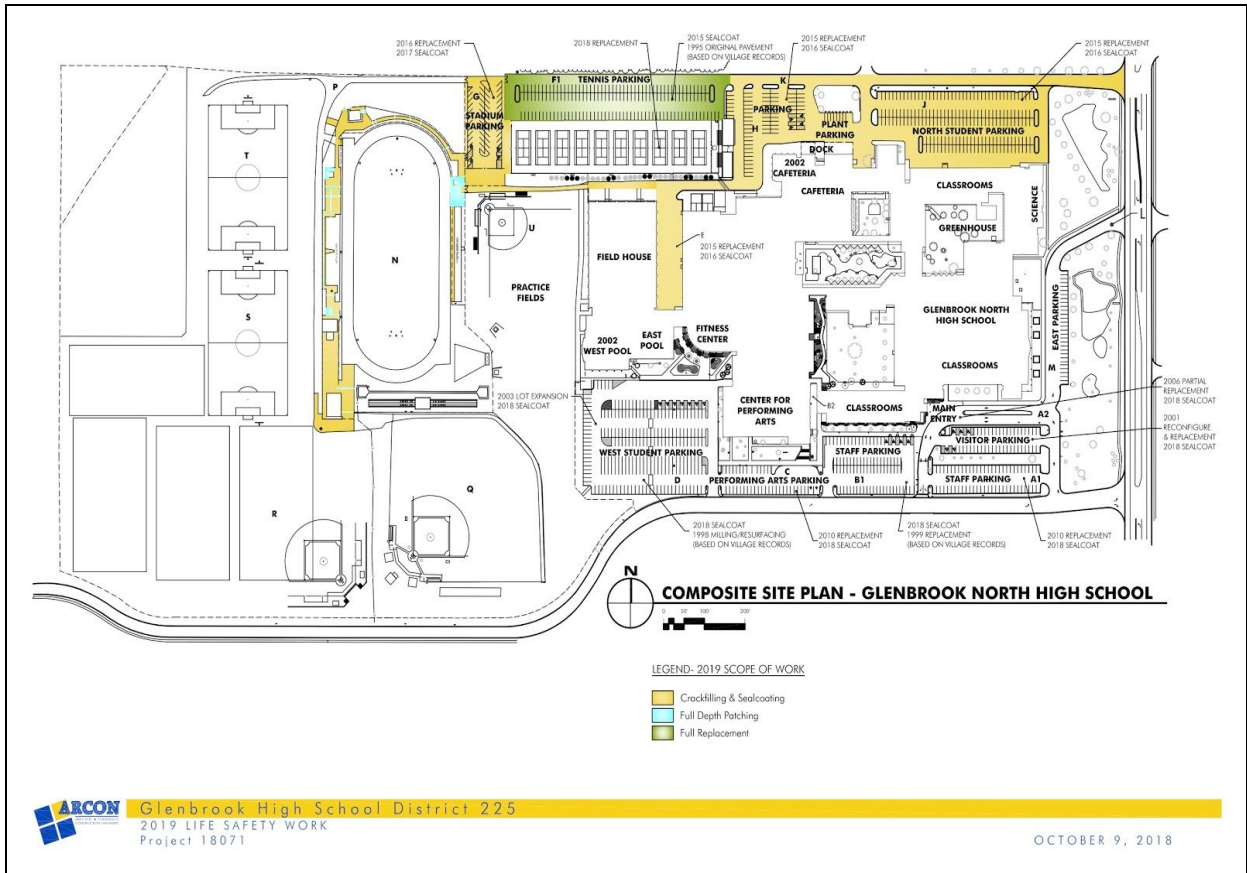 2016 REPLACEMENT
2017 SEALCOAT
2018 REPLACEMENT
2015 SEALCOAT
1995 ORIGINAL PAVEMENT
(BASED ON VILLAGE RECORDS)
2015 REPLACEMENT
2016 SEALCOAT
2015 REPLACEMENT
2016 SEALCOAT
P
G
STADIUM
PARKING
F1
TENNIS PARKING
K
PARKING
H
PLANT
PARKING
DOCK
J
NORTH STUDENT PARKING
T
2002
CAFETERIA
CAFETERIA
CLASSROOMS
SCIENCE
GREENHOUSE
L
U
E
2015 REPLACEMENT
2016 SEALCOAT
FIELD HOUSE
N
PRACTICE
FIELDS
S
GLENBROOK NORTH
HIGH SCHOOL
EAST PARKING
2002
WEST POOL
EAST
POOL
FITNESS
CENTER
CLASSROOMS
M
2003 LOT EXPANSION
2018 SEALCOAT
CENTER FOR
PERFORMING
ARTS
B2
CLASSROOMS
MAIN
ENTRY
A2
2006 PARTIAL
REPLACEMENT
2018 SEALCOAT
2001
RECONFIGURE
& REPLACEMENT
2018 SEALCOAT
VISITOR PARKING
WEST STUDENT PARKING
STAFF PARKING
D
C
PERFORMING ARTS PARKING
B1
STAFF PARKING
A1
R
Q
2018 SEALCOAT
1998 MILLING/RESURFACING
(BASED ON VILLAGE RECORDS)
2010 REPLACEMENT
2018 SEALCOAT
2018 SEALCOAT
1999 REPLACEMENT
(BASED ON VILLAGE RECORDS)
2010 REPLACEMENT
2018 SEALCOAT
N
COMPOSITE SITE PLAN - GLENBROOK NORTH HIGH SCHOOL
0 50' 100' 200'
LEGEND- 2019 SCOPE OF WORK
Crackfilling & Sealcoating
Full Depth Patching
Full Replacement
ARCON
Glenbrook High School District 225
2019 LIFE SAFETY WORK
Project 18071
OCTOBER 9, 2018